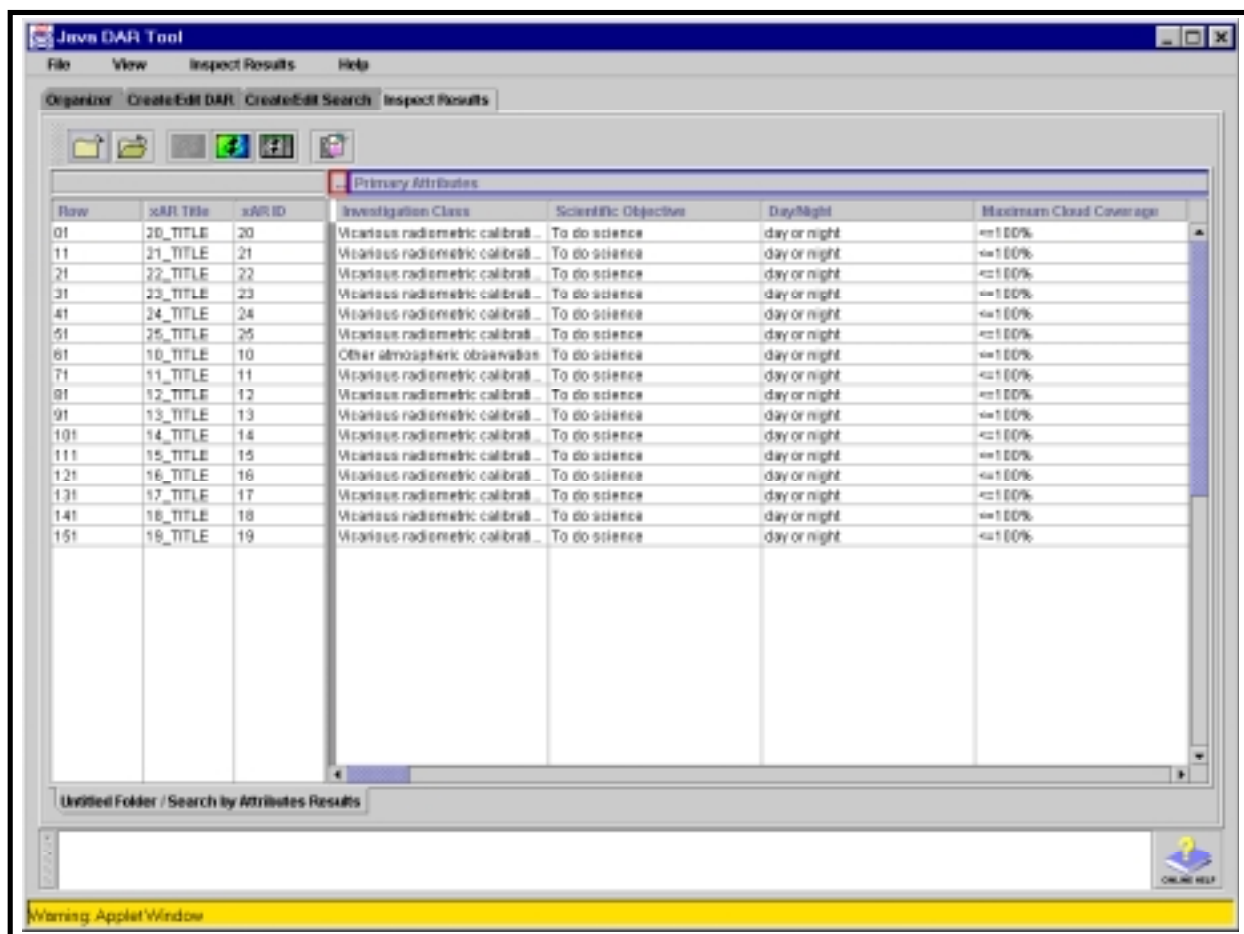 Java DAR Tool
File View Inspect Results Help
Organizer Create/Edit DAR Create/Edit Search Inspect Results
... Primary Attributes
Row xAR Title xAR ID Investigation Class Scientific Objective Day/Night Maximum Cloud Coverage
01 20_TITLE 20 Vicarious radiometric calibrati... To do science day or night <=100%
11 21_TITLE 21 Vicarious radiometric calibrati... To do science day or night <=100%
21 22_TITLE 22 Vicarious radiometric calibrati... To do science day or night <=100%
31 23_TITLE 23 Vicarious radiometric calibrati... To do science day or night <=100%
41 24_TITLE 24 Vicarious radiometric calibrati... To do science day or night <=100%
51 25_TITLE 25 Vicarious radiometric calibrati... To do science day or night <=100%
61 10_TITLE 10 Other atmospheric observation To do science day or night <=100%
71 11_TITLE 11 Vicarious radiometric calibrati... To do science day or night <=100%
81 12_TITLE 12 Vicarious radiometric calibrati... To do science day or night <=100%
91 13_TITLE 13 Vicarious radiometric calibrati... To do science day or night <=100%
101 14_TITLE 14 Vicarious radiometric calibrati... To do science day or night <=100%
111 15_TITLE 15 Vicarious radiometric calibrati... To do science day or night <=100%
121 16_TITLE 16 Vicarious radiometric calibrati... To do science day or night <=100%
131 17_TITLE 17 Vicarious radiometric calibrati... To do science day or night <=100%
141 18_TITLE 18 Vicarious radiometric calibrati... To do science day or night <=100%
151 19_TITLE 19 Vicarious radiometric calibrati... To do science day or night <=100%
Untitled Folder / Search by Attributes Results
ONLINE HELP
Warning: Applet Window